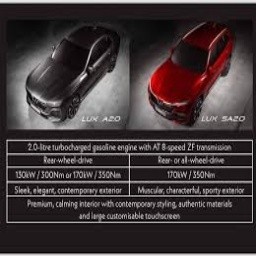 LUX A2.0
LUX SA2.0
2.0-litre turbocharged gasoline engine with AT 8-speed ZF transmission
Rear-wheel-drive
Rear- or all-wheel-drive
130kW / 300Nm or 170kW / 350Nm
170kW / 350Nm
Sleek, elegant, contemporary exterior
Muscular, characterful, sporty exterior
Premium, calming interior with contemporary styling, authentic materials
and large customisable touchscreen